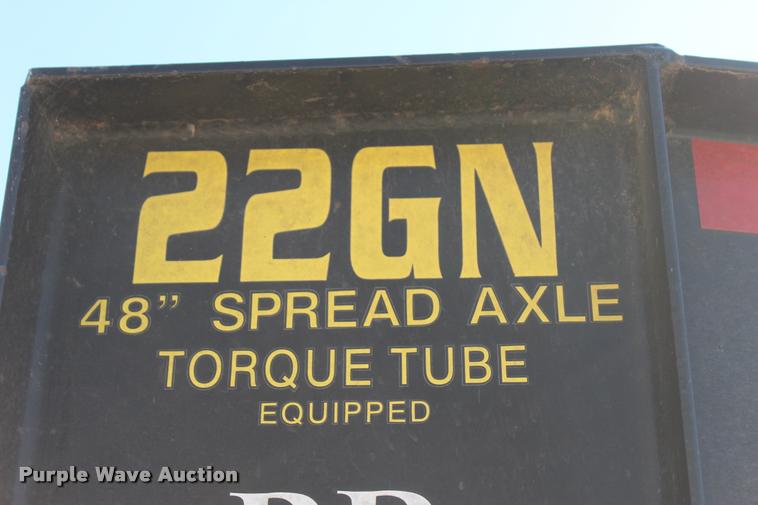 22GN
48” SPREAD AXLE
TORQUE TUBE
EQUIPPED
Purple Wave Auction